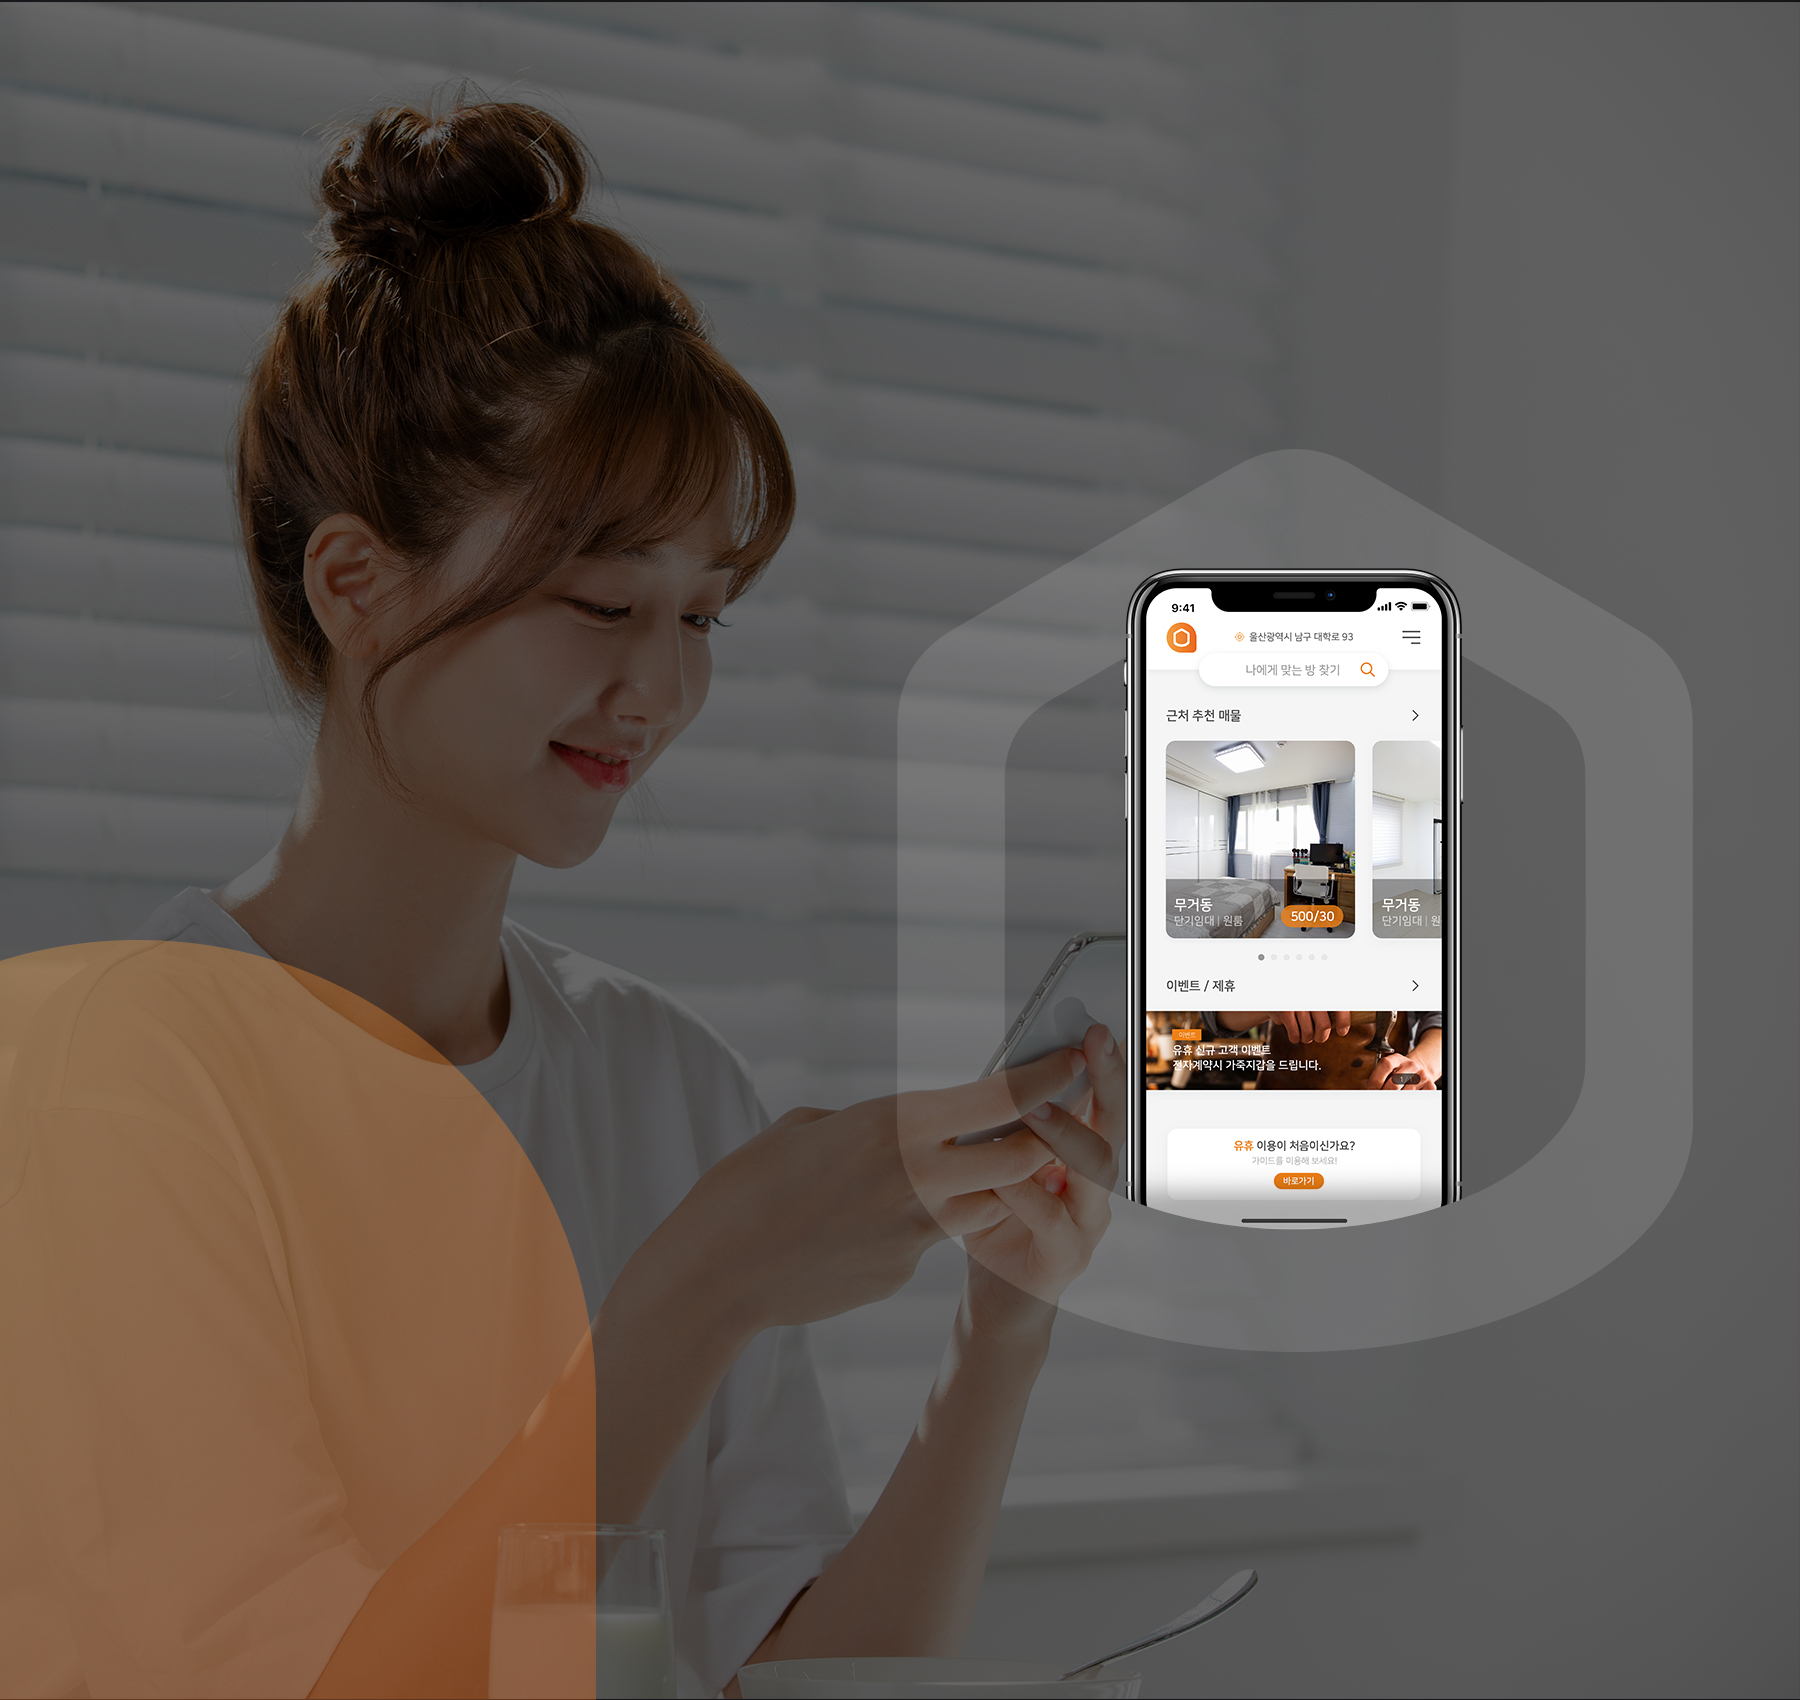 9:41
울산광역시 남구 대학로 93
나에게 맞는 방 찾기
근처 추천 매물
무거동
단기임대 | 원룸
500/30
무거동
단기임대 | 원
이벤트 / 제휴
이벤트
유휴 신규 고객 이벤트
전자계약시 가죽지갑을 드립니다.
유휴 이용이 처음이신가요?
가이드를 이용해 보세요!
바로가기